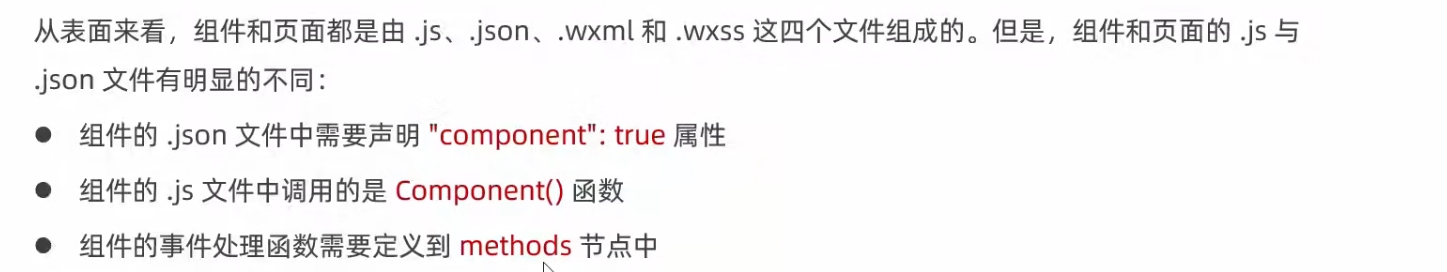 从表面来看，组件和页面都是由 .js、.json、.wxml 和 .wxss 这四个文件组成的。但是，组件和页面的 .js 与
.json 文件有明显的不同：
● 组件的 .json 文件中需要声明 "component": true 属性
● 组件的 .js 文件中调用的是 Component() 函数
● 组件的事件处理函数需要定义到 methods 节点中